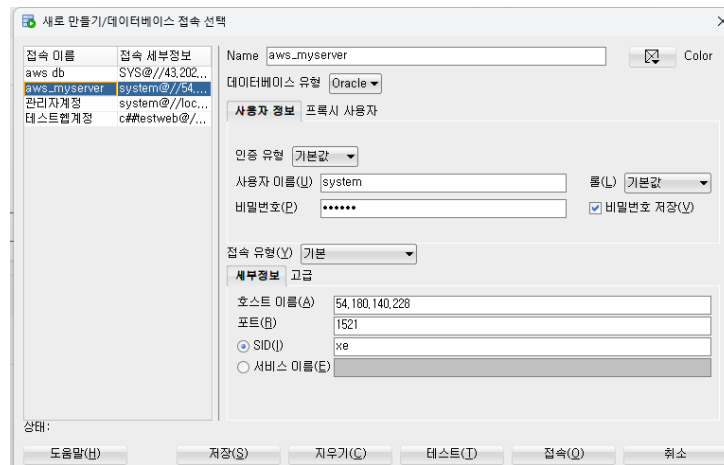 새로 만들기/데이터베이스 접속 선택
접속 이름 접속 세부정보
aws db SYS@//43,202,...
aws_myserver system@//54,...
관리자계정 system@//loc...
테스트헵계정 c##testweb@/...
Name aws_myserver Color
데이터베이스 유형 Oracle
사용자 정보 프록시 사용자
인증 유형 기본값
사용자 이름(U) system 롤(L) 기본값
비밀번호(P) •••••• 비밀번호 저장(V)
접속 유형(Y) 기본
세부정보 고급
호스트 이름(A) 54,180,140,228
포트(R) 1521
SID(I) xe
서비스 이름(E)
상태:
도움말(H) 저장(S) 지우기(C) 테스트(T) 접속(O) 취소